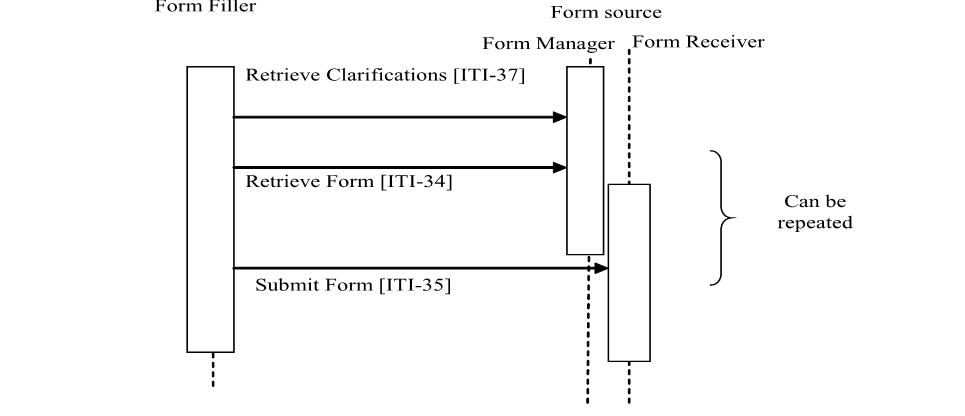 Form Filler
Form source
Form Manager
Form Receiver
Retrieve Clarifications [ITI-37]
Retrieve Form [ITI-34]
Can be
repeated
Submit Form [ITI-35]